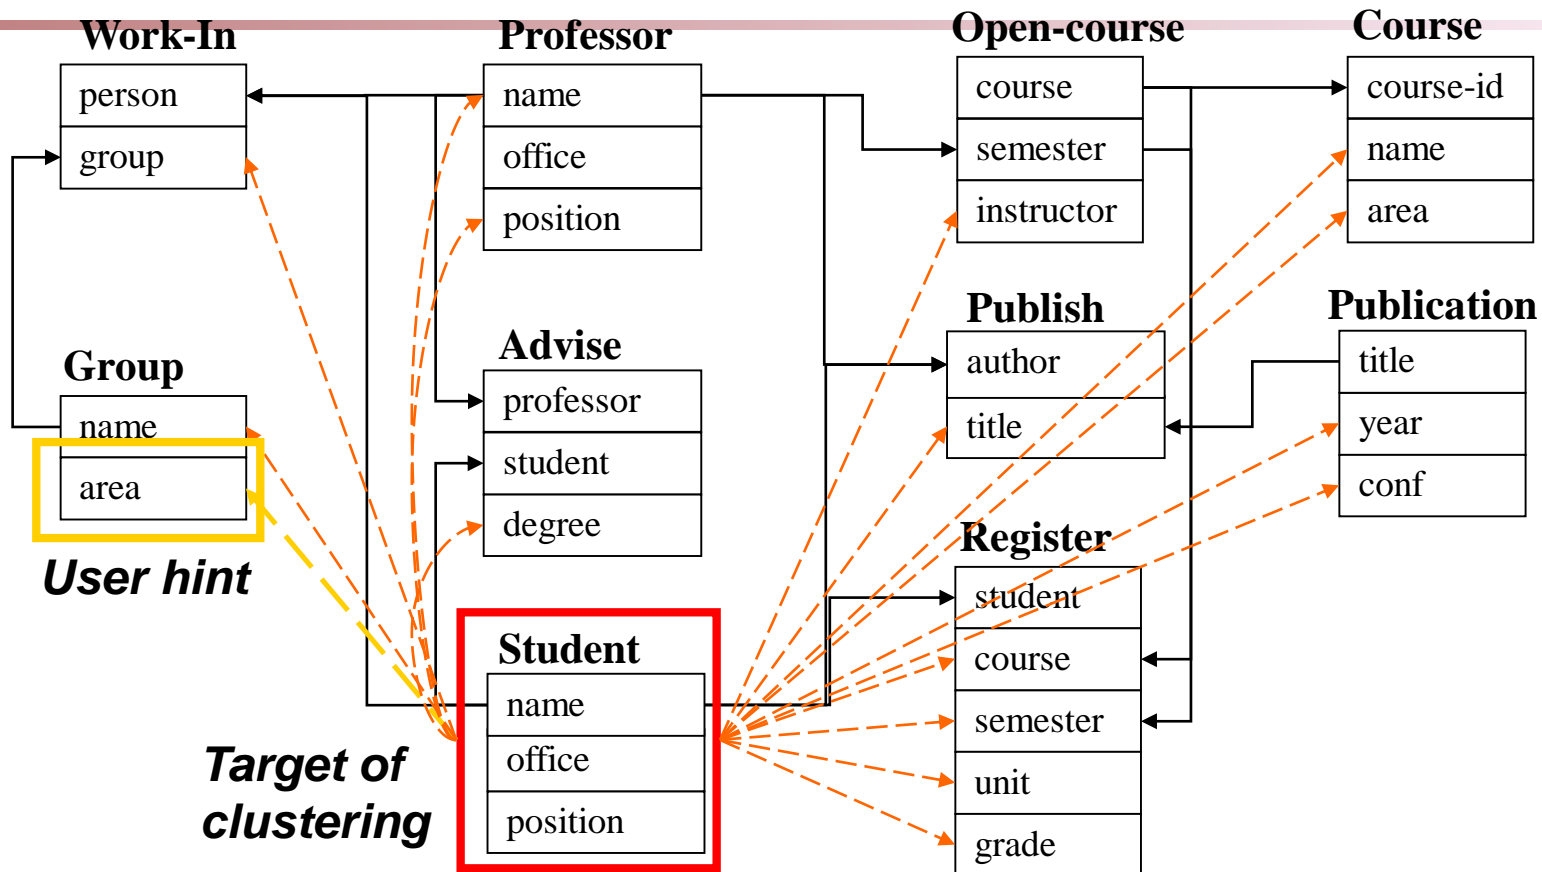 Work-In
person
group
Professor
name
office
position
Open-course
course
semester
instructor
Course
course-id
name
area
Group
name
area
User hint
Advise
professor
student
degree
Publish
author
title
Publication
title
year
conf
Target of
clustering
Student
name
office
position
Register
student
course
semester
unit
grade